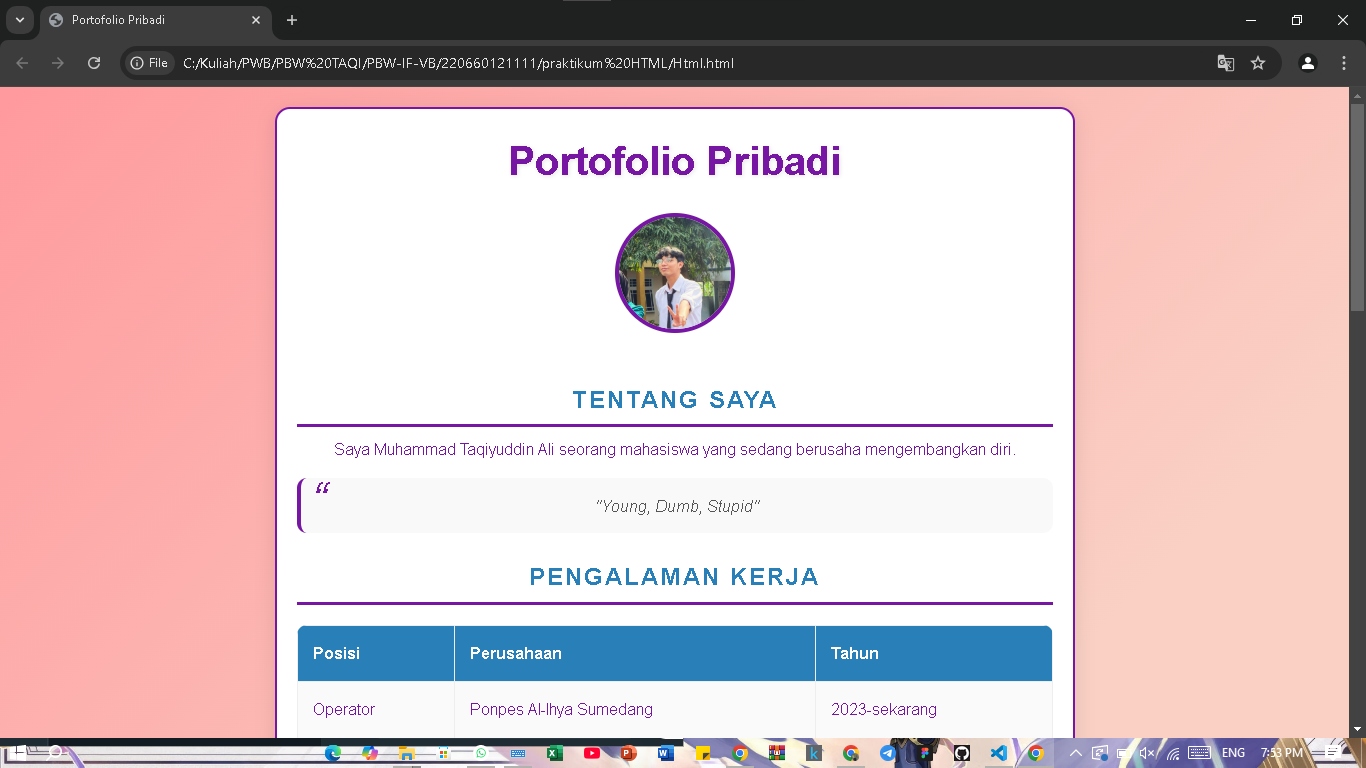 Portofolio Pribadi
File
C:/Kuliah/PWB/PBW%20TAQI/PBW-IF-VB/220660121111/praktikum%20HTML/Html.html
Portofolio Pribadi
TENTANG SAYA
Saya Muhammad Taqiyuddin Ali seorang mahasiswa yang sedang berusaha mengembangkan diri.
“
"Young, Dumb, Stupid"
PENGALAMAN KERJA
Posisi Perusahaan Tahun
Operator Ponpes Al-Ihya Sumedang 2023-sekarang
ENG 7:53 PM